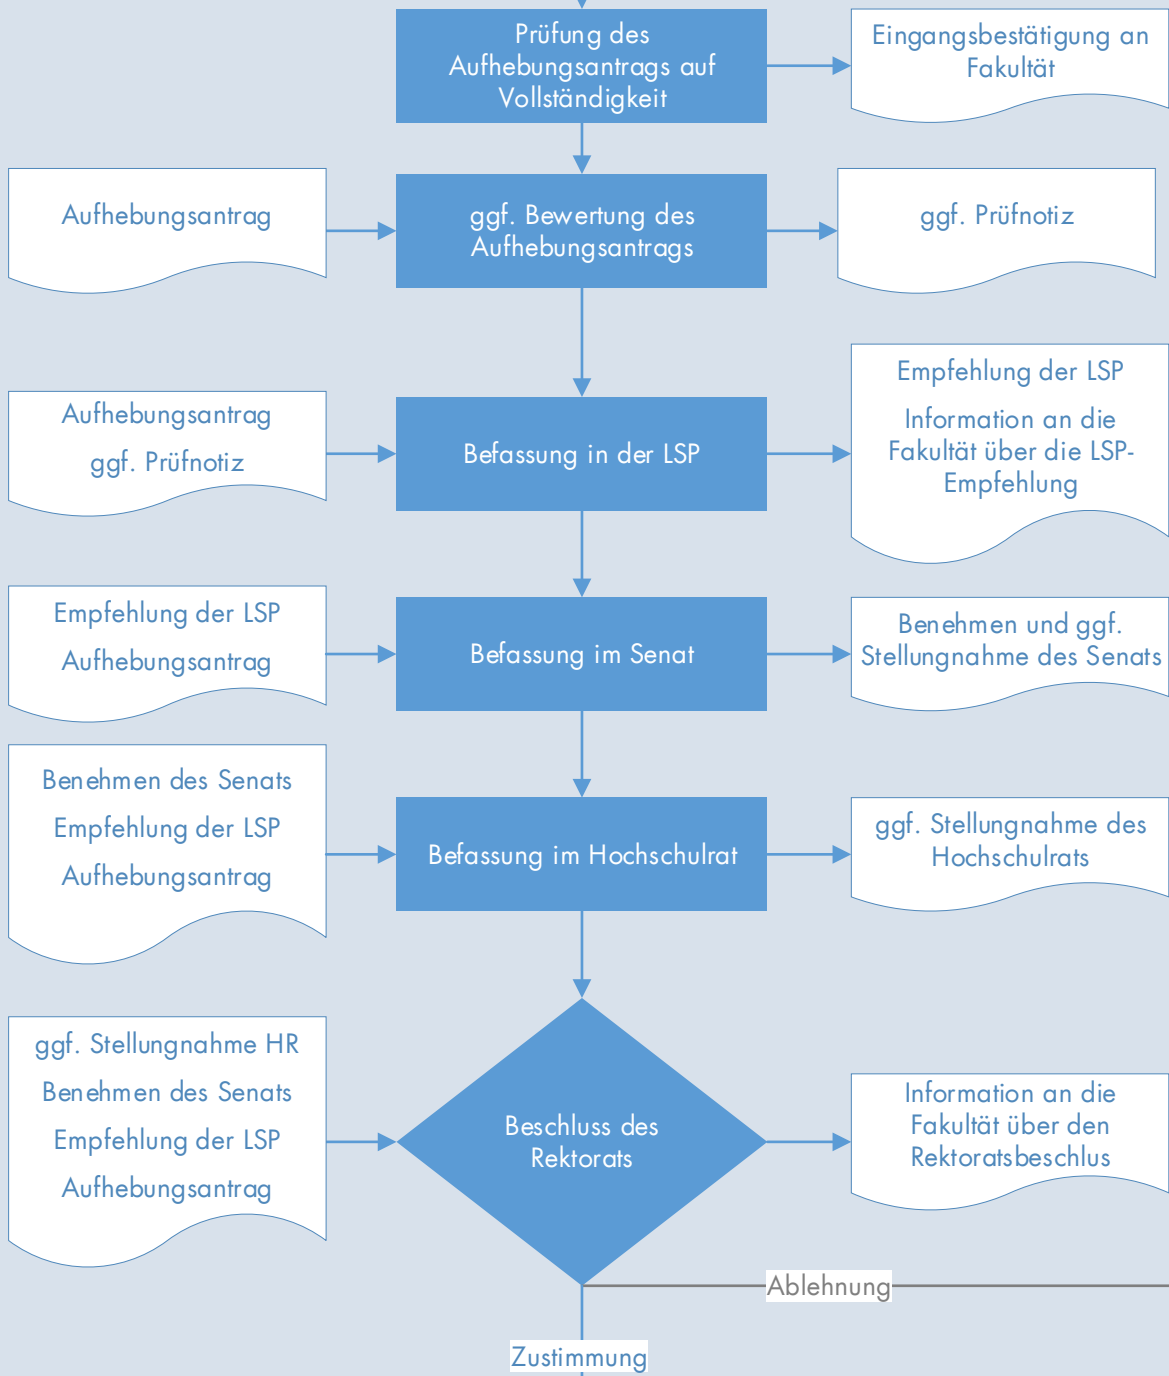 Prüfung des
Aufhebungsantrags auf
Vollständigkeit
Eingangsbestätigung an
Fakultät
Aufhebungsantrag
ggf. Bewertung des
Aufhebungsantrags
ggf. Prüfnotiz
Aufhebungsantrag
ggf. Prüfnotiz
Befassung in der LSP
Empfehlung der LSP
Information an die
Fakultät über die LSP-
Empfehlung
Empfehlung der LSP
Aufhebungsantrag
Befassung im Senat
Benehmen und ggf.
Stellungnahme des Senats
Benehmen des Senats
Empfehlung der LSP
Aufhebungsantrag
Befassung im Hochschulrat
ggf. Stellungnahme des
Hochschulrats
ggf. Stellungnahme HR
Benehmen des Senats
Empfehlung der LSP
Aufhebungsantrag
Beschluss des
Rektorats
Information an die
Fakultät über den
Rektoratsbeschlus
Ablehnung
Zustimmung